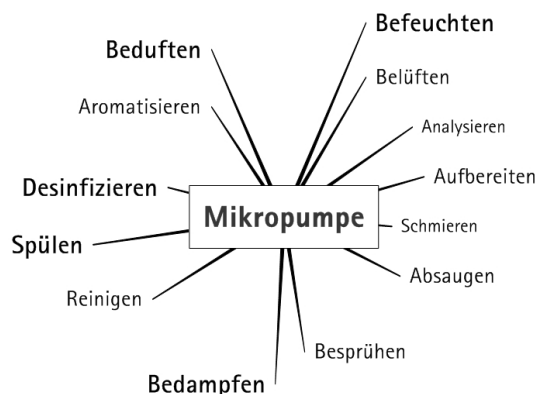 Befeuchten
Beduften
Belüften
Aromatisieren
Analysieren
Aufbereiten
Desinfizieren
Mikropumpe
Schmieren
Spülen
Absaugen
Reinigen
Besprühen
Bedampfen